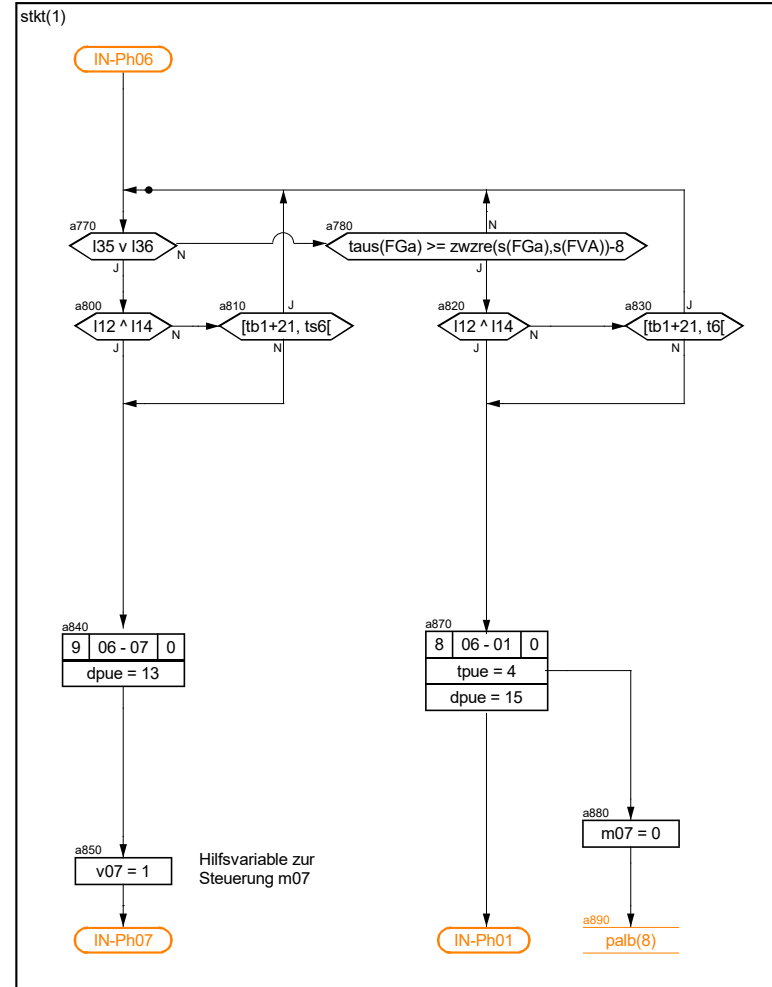 stkt(1)
IN-Ph06
a770
l35 v l36
N
J
a780
taus(FGa) >= zwzre(s(FGa),s(FVA))-8
N
J
a800
l12 ^ l14
N
J
a810
[tb1+21, ts6[
J
N
a820
l12 ^ l14
N
J
a830
[tb1+21, t6[
J
N
a840
9 06 - 07 0
dpue = 13
a870
8 06 - 01 0
tpue = 4
dpue = 15
a880
m07 = 0
a850
v07 = 1
Hilfsvariable zur
Steuerung m07
IN-Ph07
IN-Ph01
a890
palb(8)